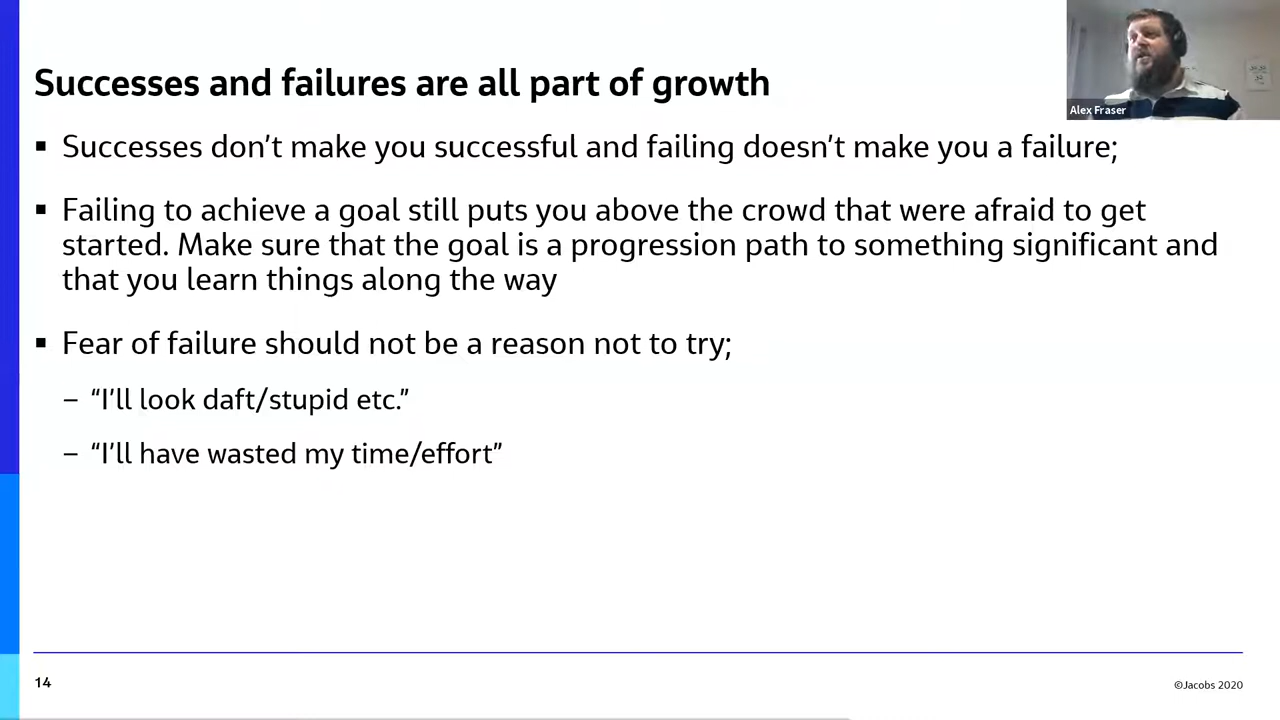 Successes and failures are all part of growth
Alex Fraser
▪ Successes don’t make you successful and failing doesn’t make you a failure;
▪ Failing to achieve a goal still puts you above the crowd that were afraid to get
started. Make sure that the goal is a progression path to something significant and
that you learn things along the way
▪ Fear of failure should not be a reason not to try;
– “I’ll look daft/stupid etc.”
– “I’ll have wasted my time/effort”
14
©Jacobs 2020